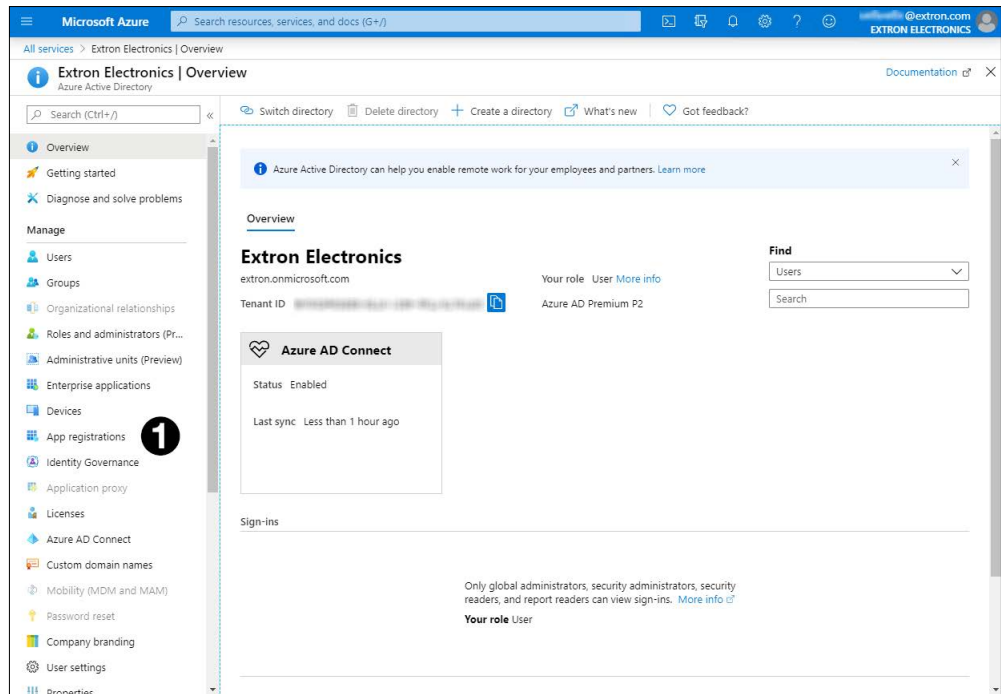 Microsoft Azure
Search resources, services, and docs (G+/)
@extron.com
EXTRON ELECTRONICS
All services > Extron Electronics | Overview
Extron Electronics | Overview
Azure Active Directory
Documentation
Search (Ctrl+/)
Switch directory
Delete directory
Create a directory
What's new
Got feedback?
Overview
Getting started
Diagnose and solve problems
Manage
Users
Groups
Organizational relationships
Roles and administrators (Pr...
Administrative units (Preview)
Enterprise applications
Devices
App registrations
1
Identity Governance
Application proxy
Licenses
Azure AD Connect
Custom domain names
Mobility (MDM and MAM)
Password reset
Company branding
User settings
Properties
Azure Active Directory can help you enable remote work for your employees and partners. Learn more
Overview
Extron Electronics
extron.onmicrosoft.com
Tenant ID
Your role User More info
Azure AD Premium P2
Find
Users
Search
Azure AD Connect
Status Enabled
Last sync Less than 1 hour ago
Sign-ins
Only global administrators, security administrators, security
readers, and report readers can view sign-ins. More info
Your role User